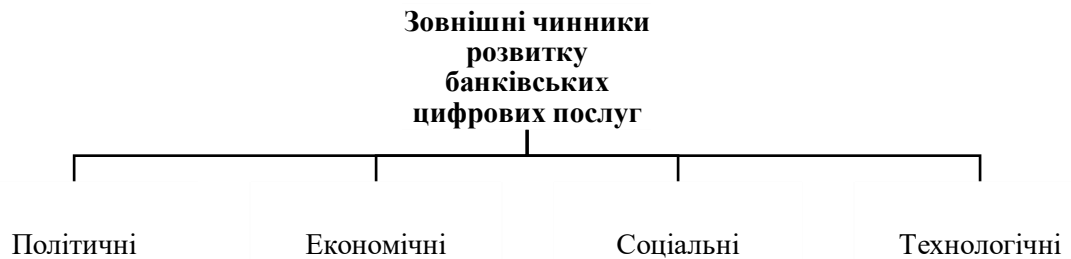 Зовнішні чинники
розвитку
банківських
цифрових послуг
Політичні Економічні Соціальні Технологічні